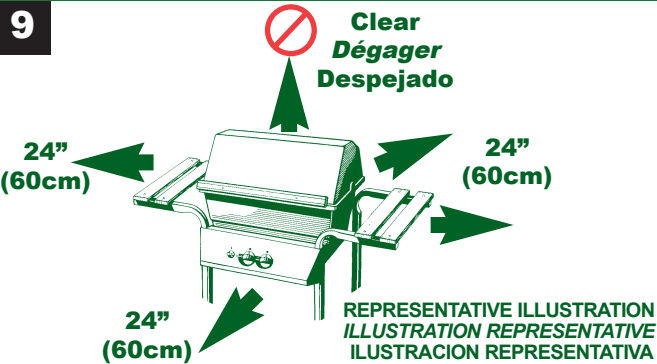 9
Clear
Dégager
Despejado
24”
(60cm)
24”
(60cm)
24”
(60cm)
REPRESENTATIVE ILLUSTRATION
ILLUSTRATION REPRESENTATIVE
ILUSTRACION REPRESENTATIVA